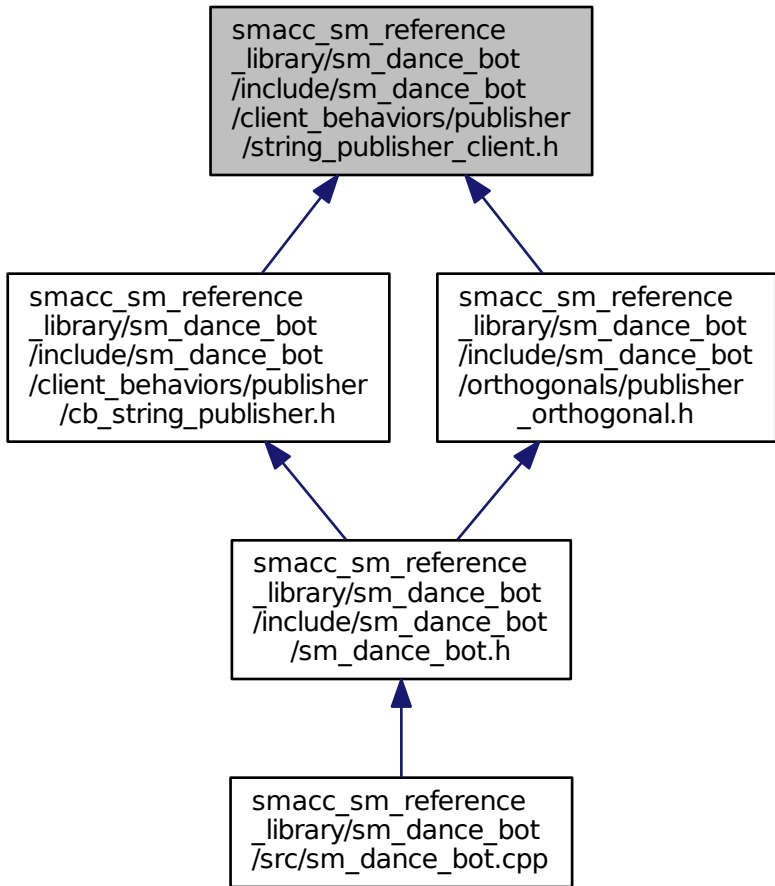 smacc_sm_reference
_library/sm_dance_bot
/include/sm_dance_bot
/client_behaviors/publisher
/string_publisher_client.h
smacc_sm_reference
_library/sm_dance_bot
/include/sm_dance_bot
/client_behaviors/publisher
/cb_string_publisher.h
smacc_sm_reference
_library/sm_dance_bot
/include/sm_dance_bot
/orthogonals/publisher
_orthogonal.h
smacc_sm_reference
_library/sm_dance_bot
/include/sm_dance_bot
/sm_dance_bot.h
smacc_sm_reference
_library/sm_dance_bot
/src/sm_dance_bot.cpp